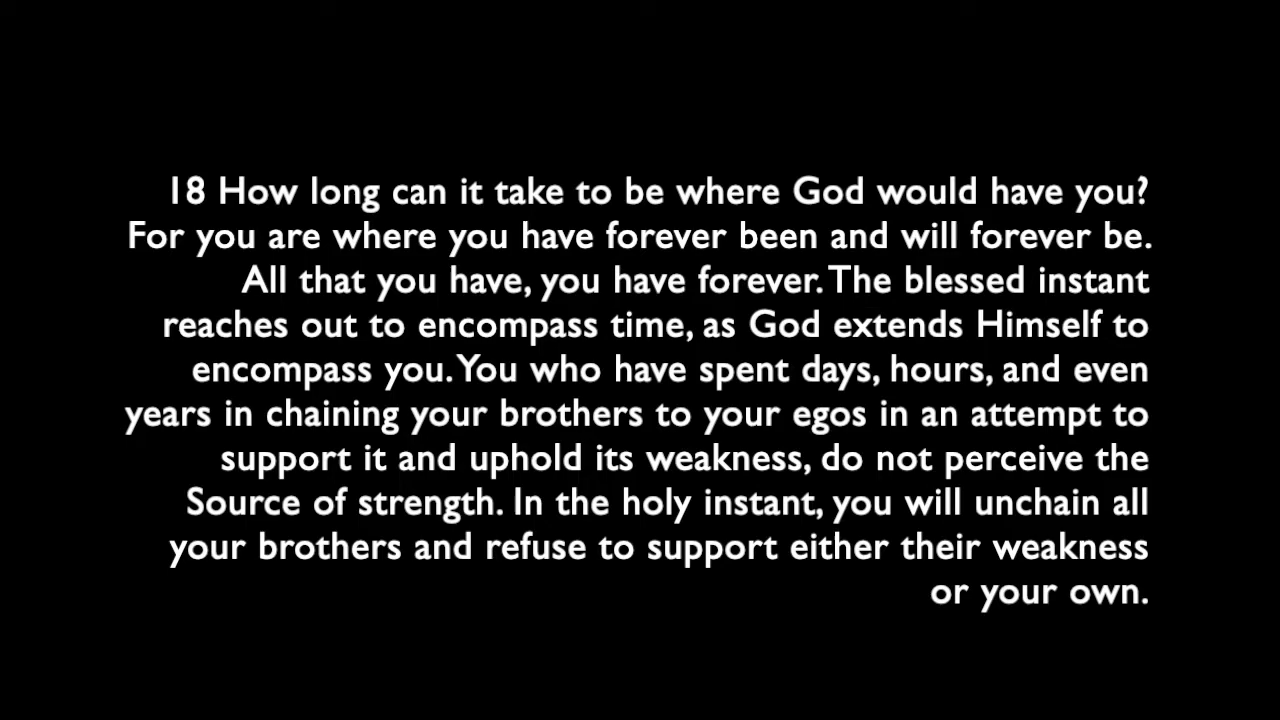 18 How long can it take to be where God would have you?
For you are where you have forever been and will forever be.
All that you have, you have forever. The blessed instant
reaches out to encompass time, as God extends Himself to
encompass you. You who have spent days, hours, and even
years in chaining your brothers to your egos in an attempt to
support it and uphold its weakness, do not perceive the
Source of strength. In the holy instant, you will unchain all
your brothers and refuse to support either their weakness
or your own.